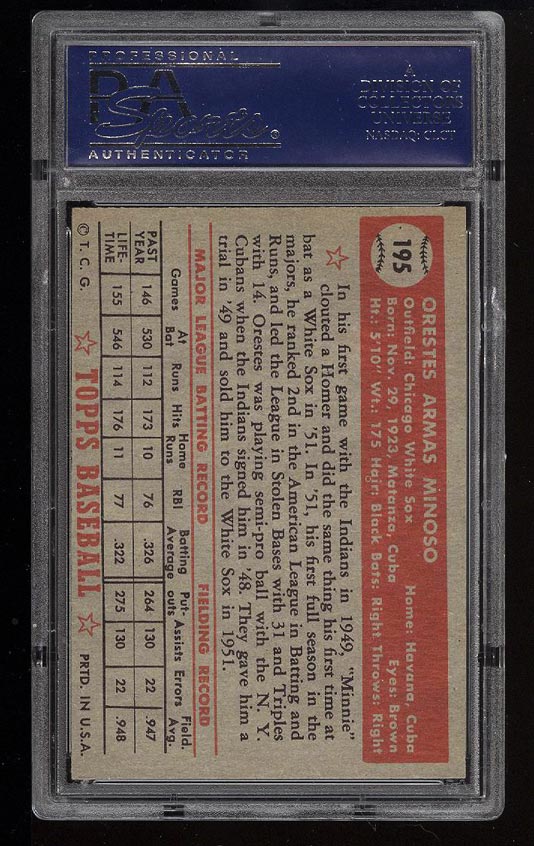 PROFESSIONAL
PSA
Sports®
AUTHENTICATOR
A
DIVISION OF
COLLECTORS
UNIVERSE
NASDAQ: CLCT
195
ORESTES ARMAS MINOSO
Outfield: Chicago White Sox Home: Havana, Cuba
Born: Nov. 29, 1923, Matanzo, Cuba Eyes: Brown
Ht.: 5'10" Wt.: 175 Hair: Black Bats: Right Throws: Right
In his first game with the Indians in 1949, "Minnie"
clouted a Homer and did the same thing his first time at
bat as a White Sox in '51. In '51, his first full season in the
majors, he ranked 2nd in the American League in Batting and
Runs, and led the League in Stolen Bases with 31 and Triples
with 14. Orestes was playing semi-pro ball with the N. Y.
Cubans when the Indians signed him in '48. They gave him a
trial in '49 and sold him to the White Sox in 1951.
MAJOR LEAGUE BATTING RECORD FIELDING RECORD
Games At Bat Runs Hits Home Runs RBI Batting Average Put-outs Assists Errors Field. Avg.
PAST YEAR 146 530 112 173 10 76 .326 264 130 22 .947
LIFE-TIME 155 546 114 176 11 77 .322 275 130 22 .948
© T. C. G. TOPPS BASEBALL PRTD. IN U.S.A.